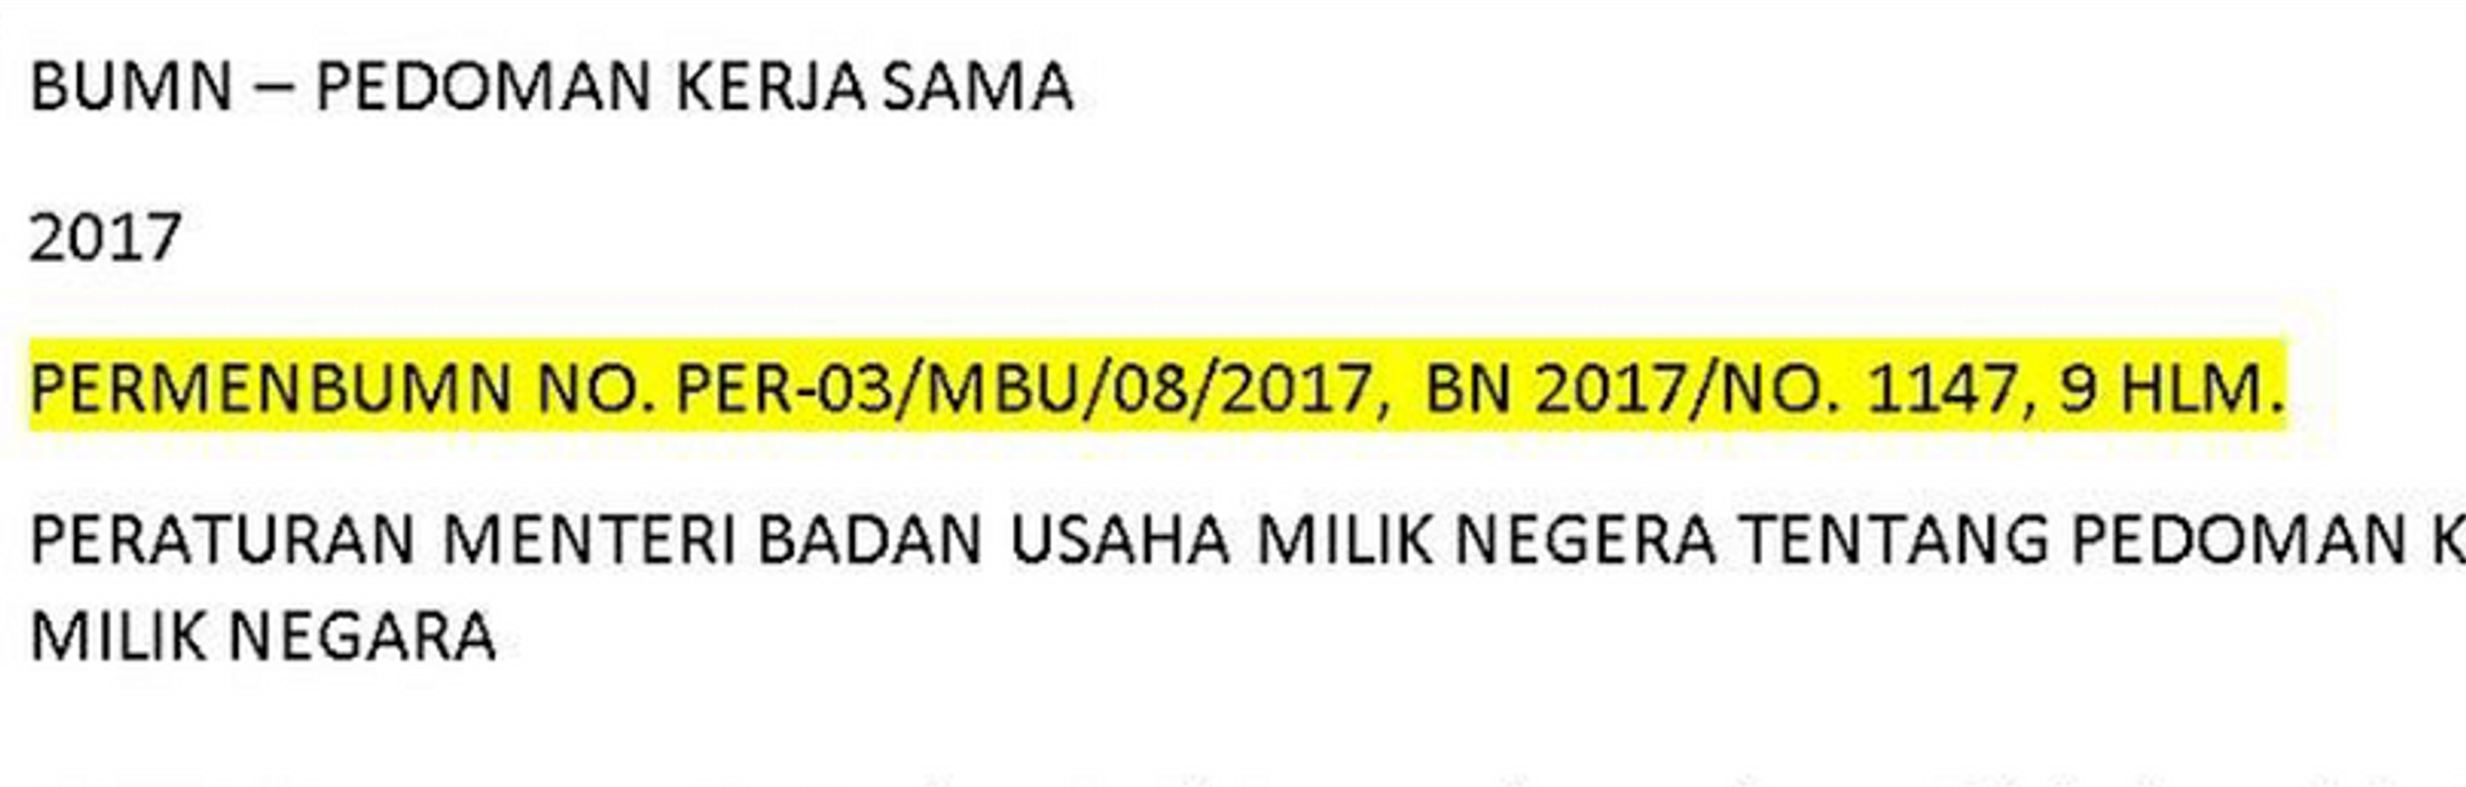 BUMN – PEDOMAN KERJA SAMA
2017
PERMENBUMN NO. PER-03/MBU/08/2017, BN 2017/NO. 1147, 9 HLM.
PERATURAN MENTERI BADAN USAHA MILIK NEGERA TENTANG PEDOMAN K
MILIK NEGARA